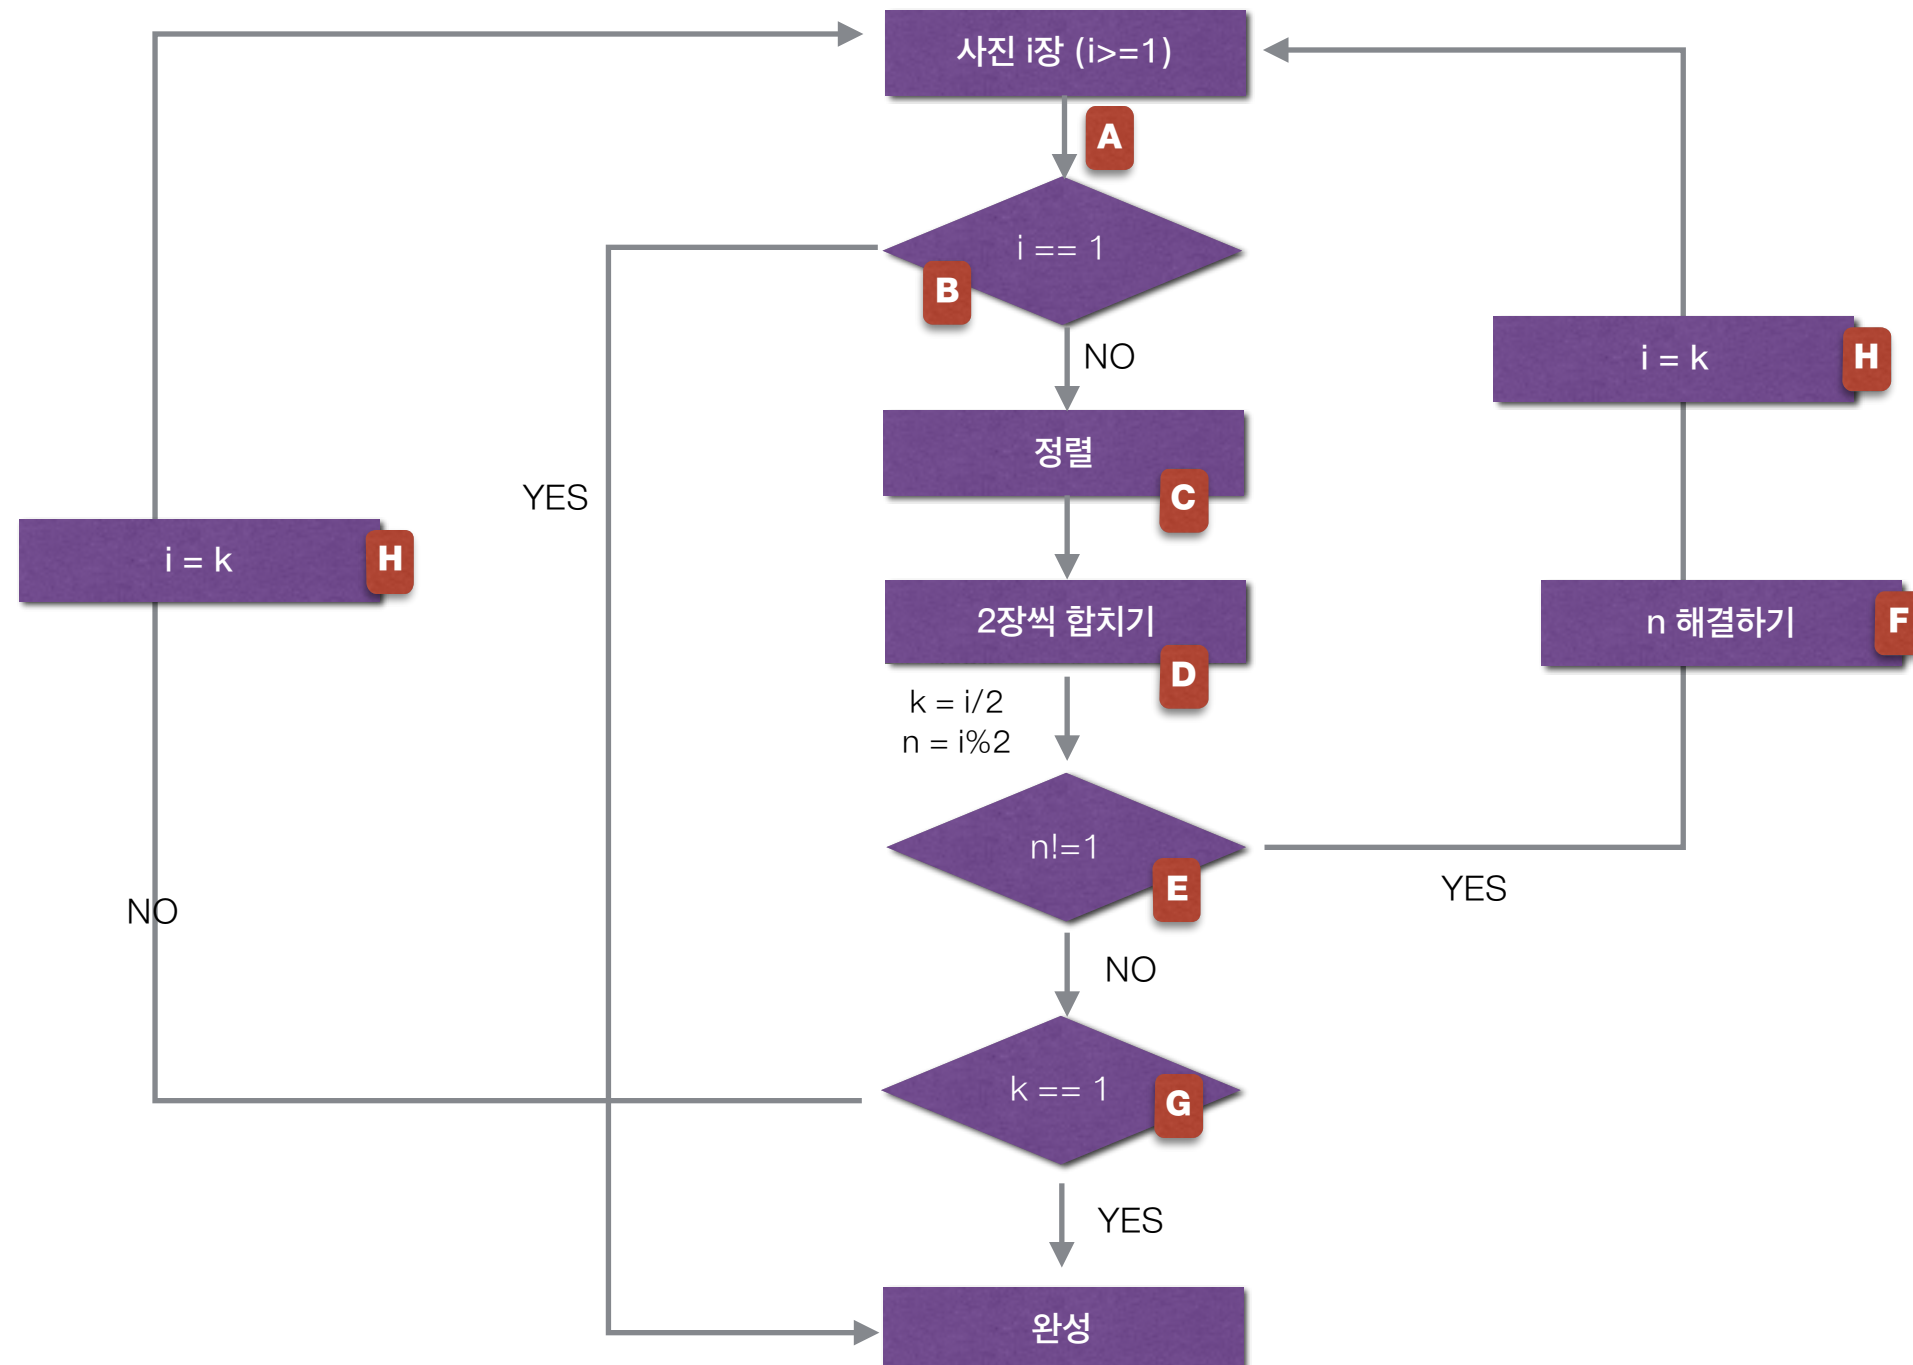 사진 i장 (i>=1)
A
i == 1
B
NO
i = k
H
정렬
C
YES
i = k
H
2장씩 합치기
D
n 해결하기
F
k = i/2
n = i%2
n!=1
E
YES
NO
NO
k == 1
G
YES
완성